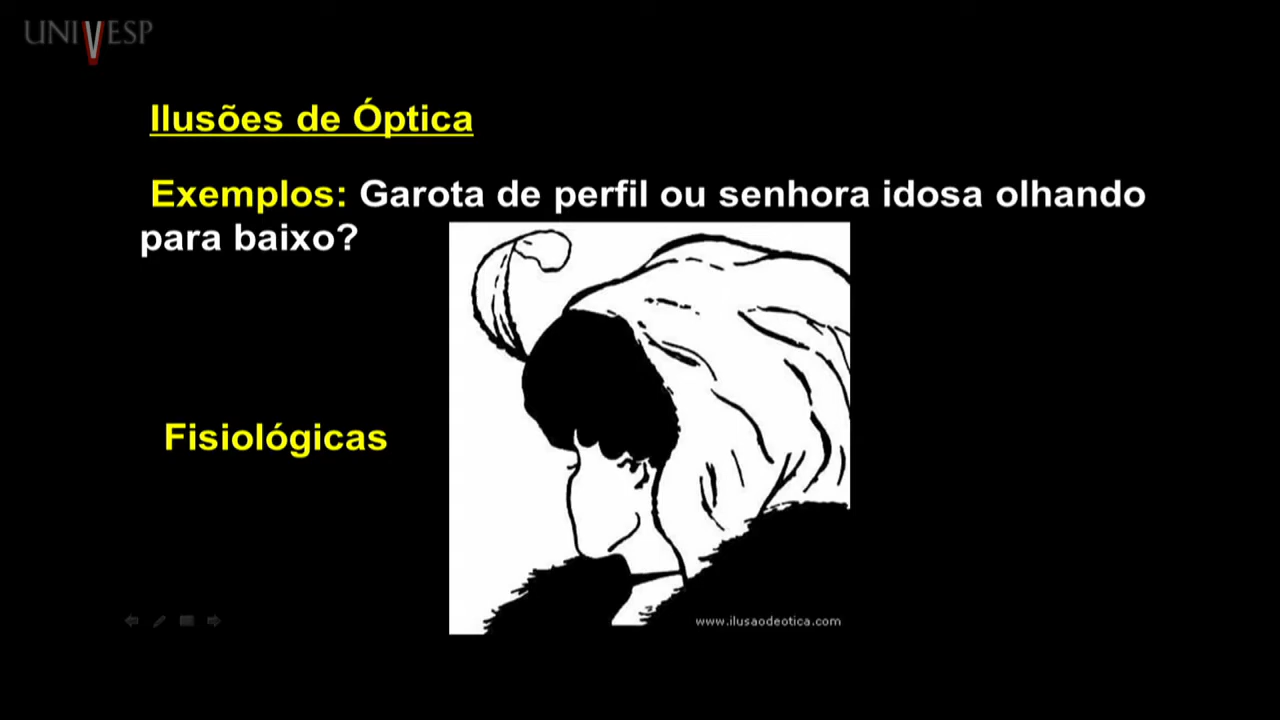 UNIVESP
Ilusões de Óptica
Exemplos: Garota de perfil ou senhora idosa olhando
para baixo?
Fisiológicas
www.ilusaodeotica.com